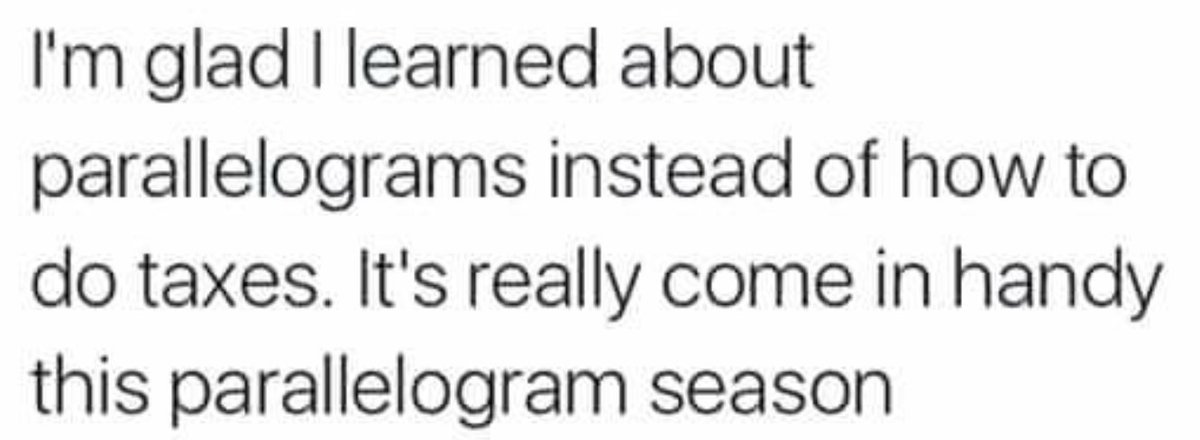 I'm glad I learned about
parallelograms instead of how to
do taxes. It's really come in handy
this parallelogram season